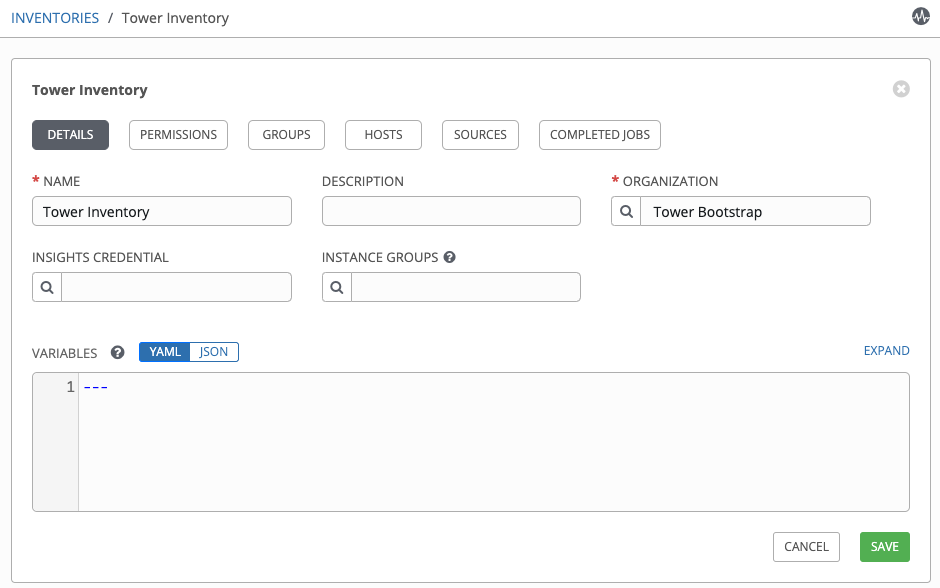 INVENTORIES / Tower Inventory
Tower Inventory
DETAILS PERMISSIONS GROUPS HOSTS SOURCES COMPLETED JOBS
* NAME DESCRIPTION * ORGANIZATION
Tower Inventory Tower Bootstrap
INSIGHTS CREDENTIAL INSTANCE GROUPS ?
VARIABLES ? YAML JSON EXPAND
1 ---
CANCEL SAVE